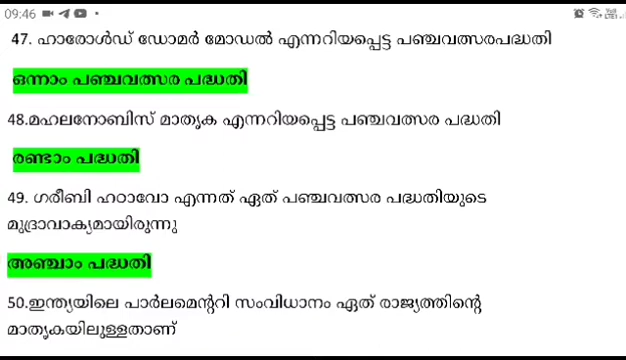 09:46
47. ഹാരോൾഡ് ഡോമർ മോഡൽ എന്നറിയപ്പെട്ട പഞ്ചവത്സരപദ്ധതി
ഒന്നാം പഞ്ചവത്സര പദ്ധതി
48.മഹലനോബിസ് മാതൃക എന്നറിയപ്പെട്ട പഞ്ചവത്സര പദ്ധതി
രണ്ടാം പദ്ധതി
49. ഗരീബി ഹഠാവോ എന്നത് ഏത് പഞ്ചവത്സര പദ്ധതിയുടെ
മുദ്രാവാക്യമായിരുന്നു
അഞ്ചാം പദ്ധതി
50.ഇന്ത്യയിലെ പാർലമെന്ററി സംവിധാനം ഏത് രാജ്യത്തിന്റെ
മാതൃകയിലുള്ളതാണ്